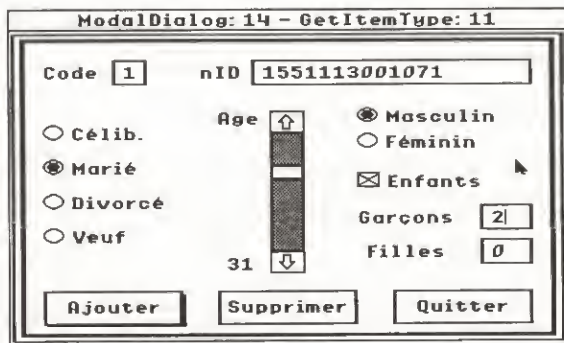 ModalDialog: 14 - GetItemType: 11
Code 1 nID 1551113001071
Age
Masculin
Célib.
Féminin
Marié
Enfants
Divorcé
Garçons 2
Veuf
Filles 0
31
Ajouter Supprimer Quitter